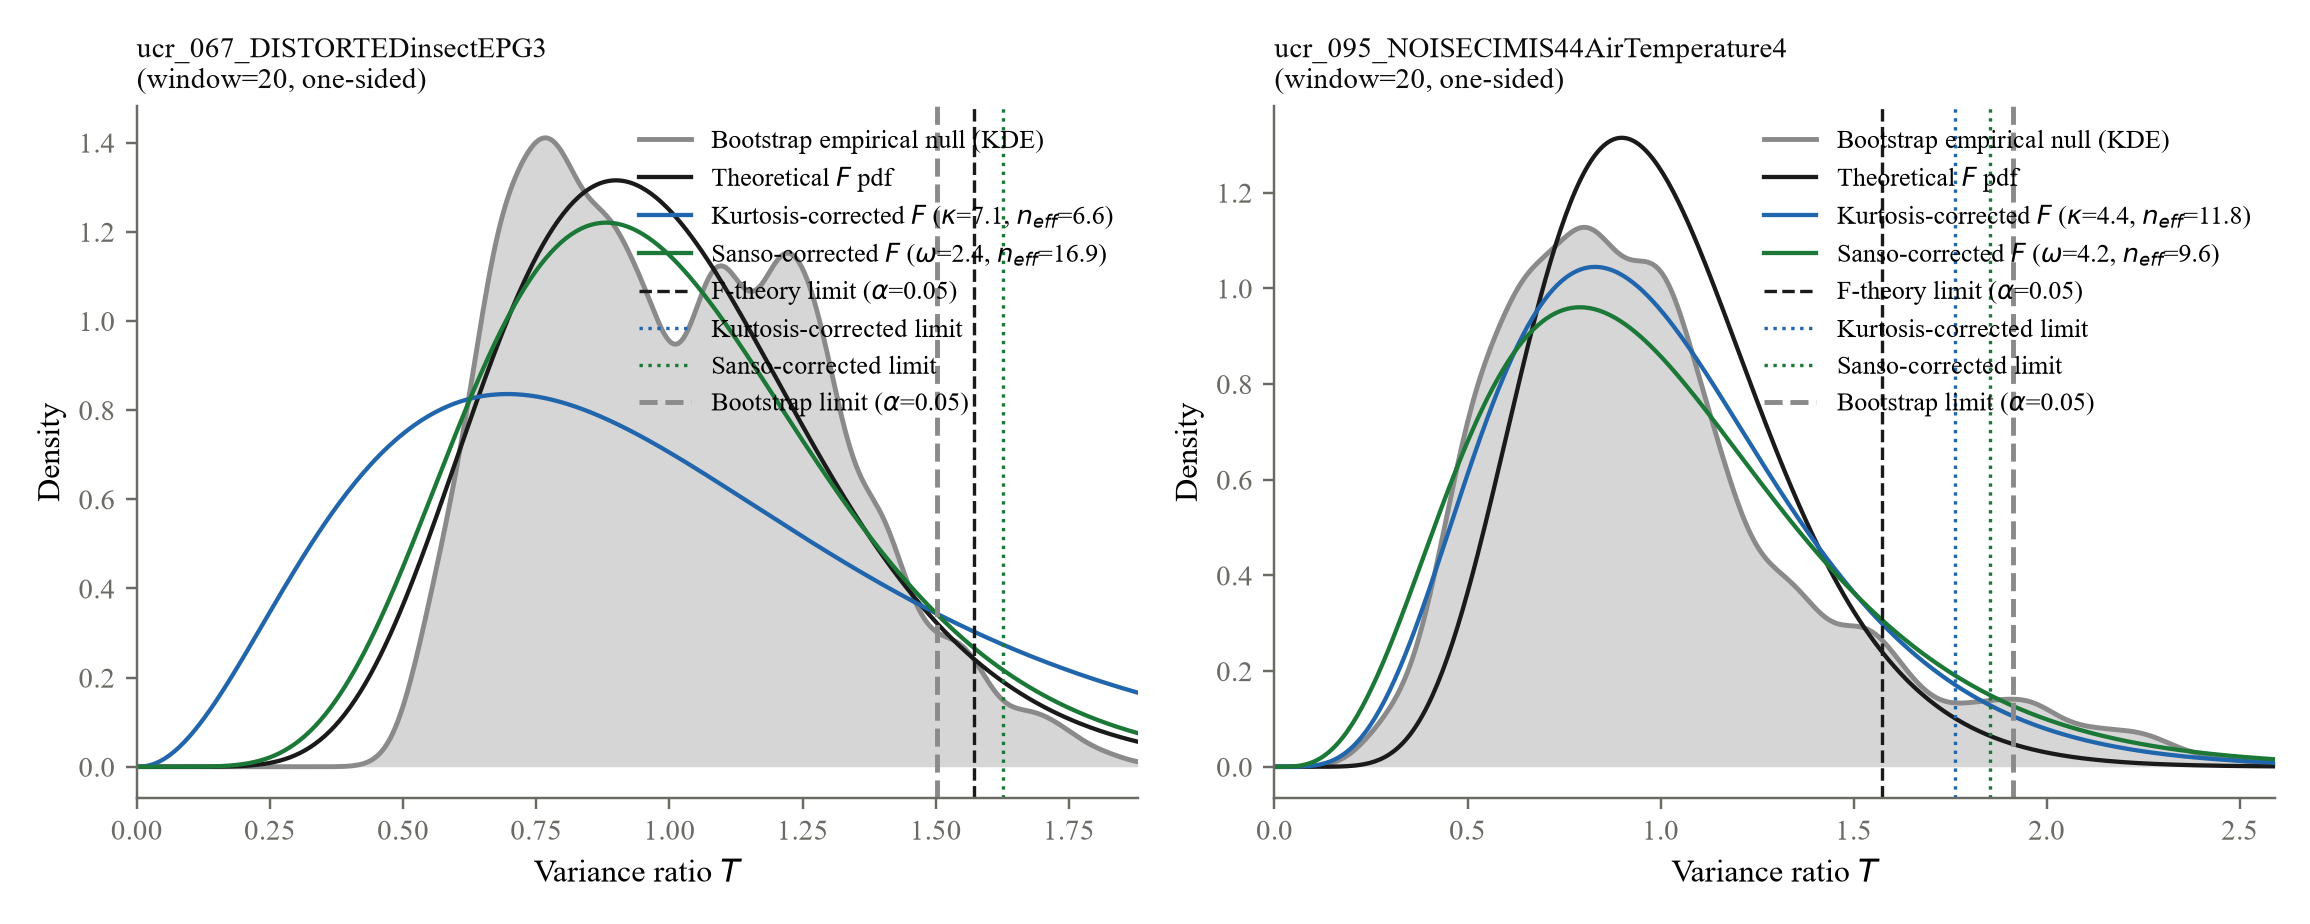 ucr_067_DISTORTEDinsectEPG3
(window=20, one-sided)
Bootstrap empirical null (KDE)
Theoretical F pdf
Kurtosis-corrected F (κ=7.1, neff=6.6)
Sanso-corrected F (ω=2.4, neff=16.9)
F-theory limit (α=0.05)
Kurtosis-corrected limit
Sanso-corrected limit
Bootstrap limit (α=0.05)
Density
1.4
1.2
1.0
0.8
0.6
0.4
0.2
0.0
0.00 0.25 0.50 0.75 1.00 1.25 1.50 1.75
Variance ratio T
ucr_095_NOISECIMIS44AirTemperature4
(window=20, one-sided)
Bootstrap empirical null (KDE)
Theoretical F pdf
Kurtosis-corrected F (κ=4.4, neff=11.8)
Sanso-corrected F (ω=4.2, neff=9.6)
F-theory limit (α=0.05)
Kurtosis-corrected limit
Sanso-corrected limit
Bootstrap limit (α=0.05)
Density
1.2
1.0
0.8
0.6
0.4
0.2
0.0
0.0 0.5 1.0 1.5 2.0 2.5
Variance ratio T